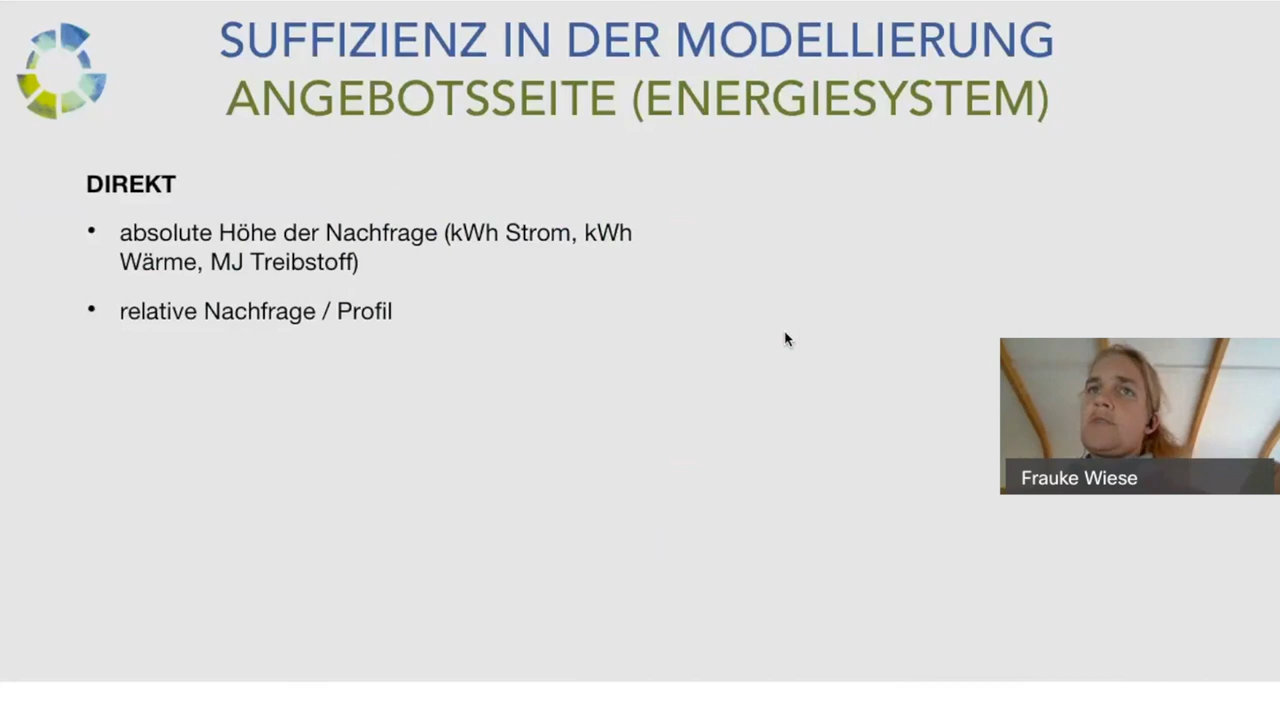 SUFFIZIENZ IN DER MODELLIERUNG
ANGEBOTSSEITE (ENERGIESYSTEM)
DIREKT
• absolute Höhe der Nachfrage (kWh Strom, kWh
Wärme, MJ Treibstoff)
• relative Nachfrage / Profil
Frauke Wiese